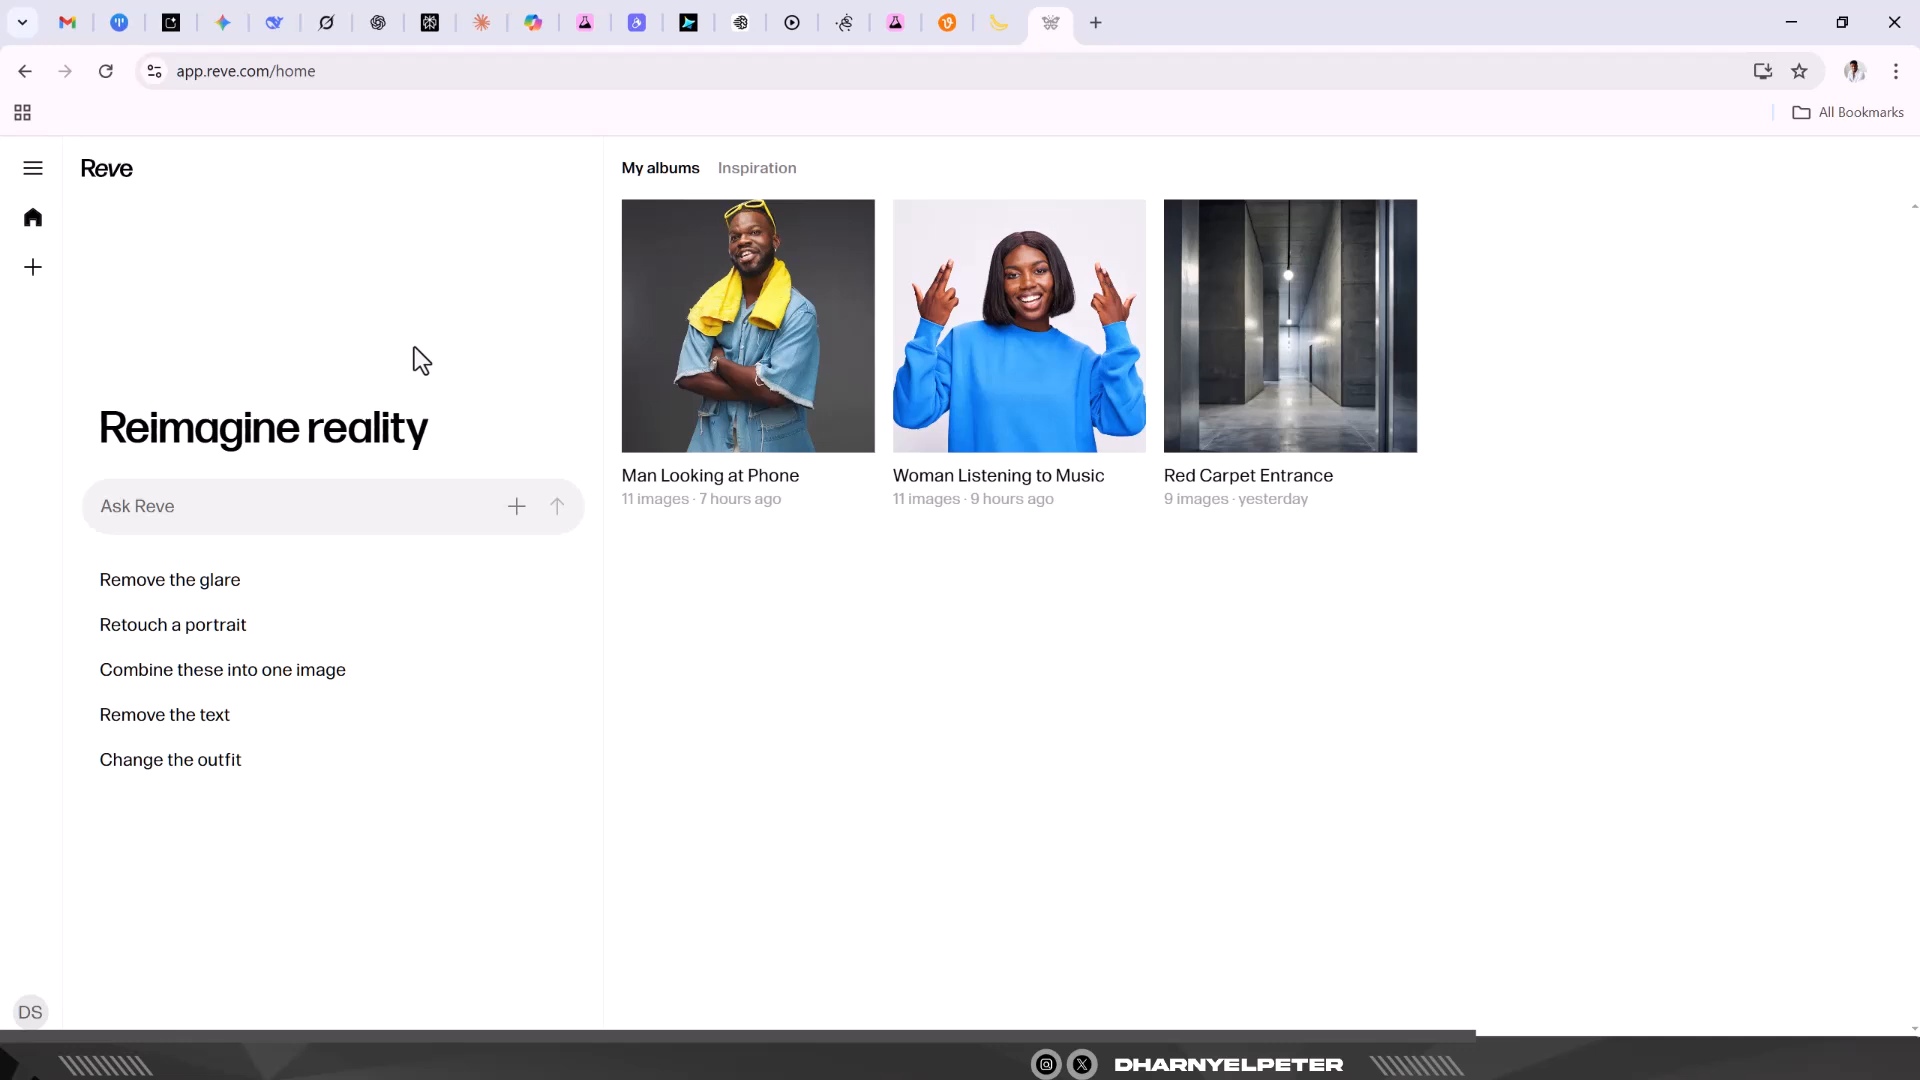 app.reve.com/home
All Bookmarks
Reve
My albums
Inspiration
Reimagine reality
Ask Reve
Remove the glare
Retouch a portrait
Combine these into one image
Remove the text
Change the outfit
Man Looking at Phone
11 images · 7 hours ago
Woman Listening to Music
11 images · 9 hours ago
Red Carpet Entrance
9 images · yesterday
DS
DHARNYELPETER